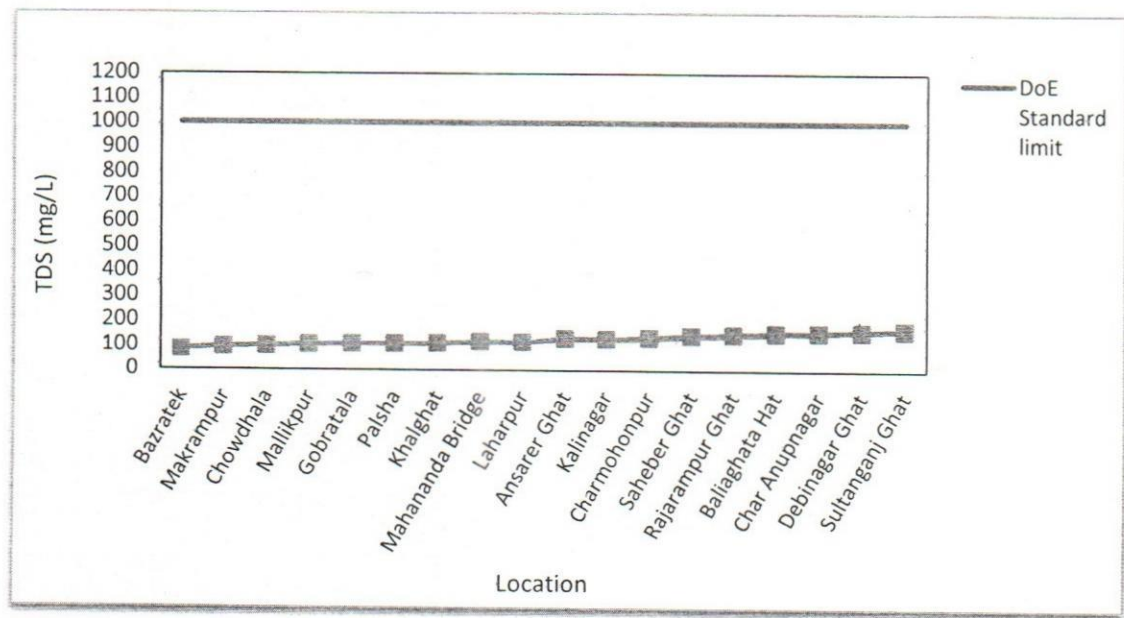 1200
1100
1000
900
800
700
600
500
400
300
200
100
0
TDS (mg/L)
DoE
Standard
limit
Bazratek
Makrampur
Chowdhala
Mallikpur
Gobratala
Palsha
Khalghat
Mahananda Bridge
Laharpur
Ansarer Ghat
Kalinagar
Charmohonpur
Saheber Ghat
Rajarampur Ghat
Baliaghata Hat
Char Anupnagar
Debinagar Ghat
Sultanganj Ghat
Location